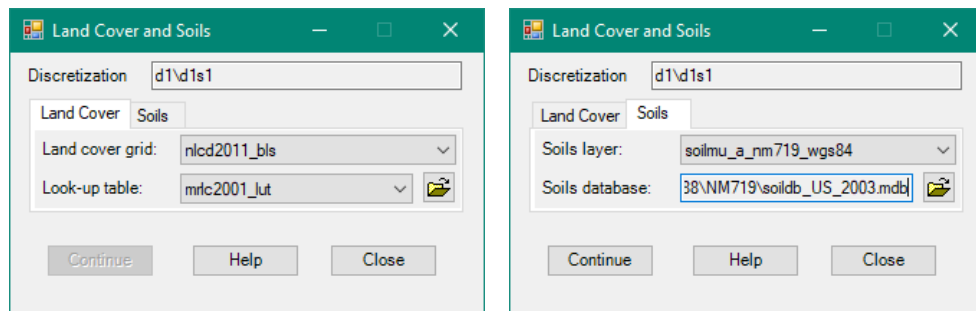 Land Cover and Soils
Discretization d1\d1s1
Land Cover Soils
Land cover grid: nlcd2011_bls
Look-up table: mrlc2001_lut
Continue Help Close
Land Cover and Soils
Discretization d1\d1s1
Land Cover Soils
Soils layer: soilmu_a_nm719_wgs84
Soils database: 38\NM719\soildb_US_2003.mdb
Continue Help Close